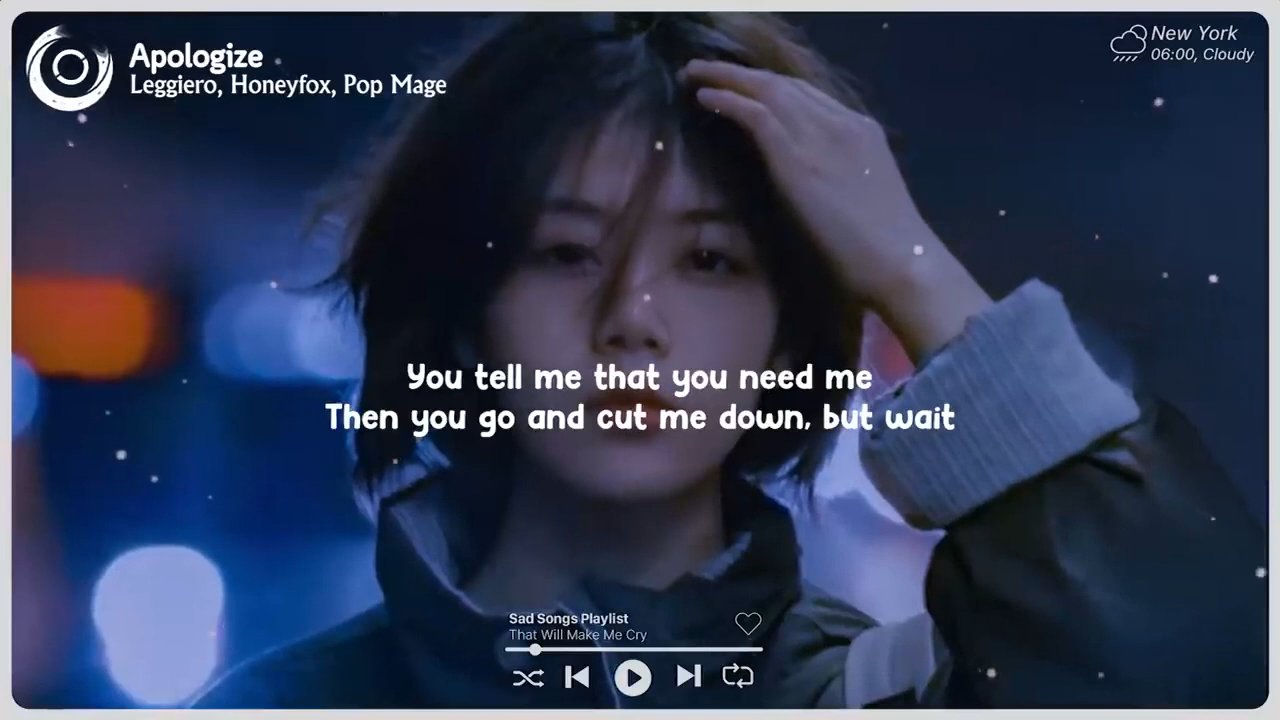 Apologize
Leggiero, Honeyfox, Pop Mage
New York
06:00, Cloudy
You tell me that you need me
Then you go and cut me down, but wait
Sad Songs Playlist
That Will Make Me Cry